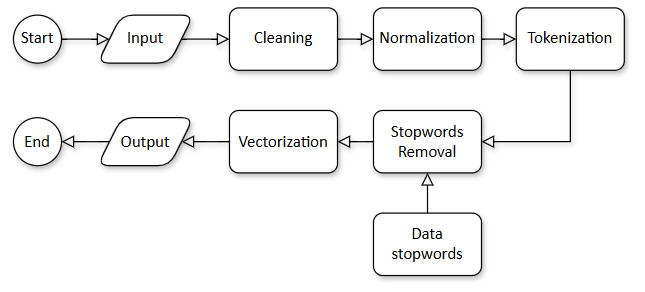 Start
Input
Cleaning
Normalization
Tokenization
End
Output
Vectorization
Stopwords
Removal
Data
stopwords